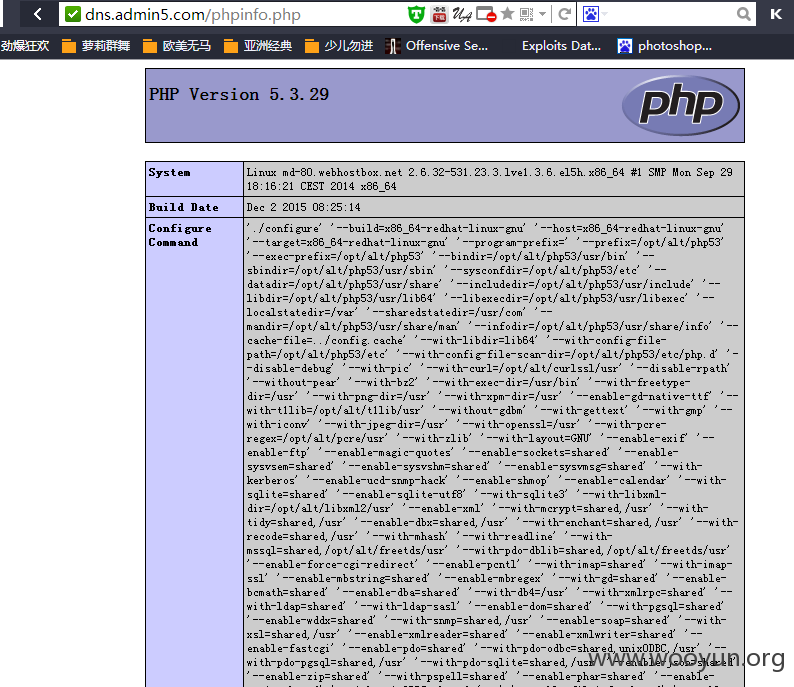 dns.admin5.com/phpinfo.php
劲爆狂欢 萝莉群舞 欧美无马 亚洲经典 少儿勿进 Offensive Se... Exploits Dat... photoshop...
PHP Version 5.3.29
php
System Linux md-80.webhostbox.net 2.6.32-531.23.3.lve1.3.6.el5h.x86_64 #1 SMP Mon Sep 29
18:16:21 CEST 2014 x86_64
Build Date Dec 2 2015 08:25:14
Configure './configure' '--build=x86_64-redhat-linux-gnu' '--host=x86_64-redhat-linux-gnu'
Command '--target=x86_64-redhat-linux-gnu' '--program-prefix=' '--prefix=/opt/alt/php53'
'--exec-prefix=/opt/alt/php53' '--bindir=/opt/alt/php53/usr/bin' '--
sbindir=/opt/alt/php53/usr/sbin' '--sysconfdir=/opt/alt/php53/etc' '--
datadir=/opt/alt/php53/usr/share' '--includedir=/opt/alt/php53/usr/include' '--
libdir=/opt/alt/php53/usr/lib64' '--libexecdir=/opt/alt/php53/usr/libexec' '--
localstatedir=/var' '--sharedstatedir=/usr/com' '--
mandir=/opt/alt/php53/usr/share/man' '--infodir=/opt/alt/php53/usr/share/info' '--
cache-file=../config.cache' '--with-libdir=lib64' '--with-config-file-
path=/opt/alt/php53/etc' '--with-config-file-scan-dir=/opt/alt/php53/etc/php.d' '-
-disable-debug' '--with-pic' '--with-curl=/opt/alt/curlssl/usr' '--disable-rpath'
'--without-pear' '--with-bz2' '--with-exec-dir=/usr/bin' '--with-freetype-
dir=/usr' '--with-png-dir=/usr' '--with-xpm-dir=/usr' '--enable-gd-native-ttf' '--
with-t1lib=/opt/alt/t1lib/usr' '--without-gdbm' '--with-gettext' '--with-gmp' '--
with-iconv' '--with-jpeg-dir=/usr' '--with-openssl=/usr' '--with-pcre-
regex=/opt/alt/pcre/usr' '--with-zlib' '--with-layout=GNU' '--enable-exif' '--
enable-ftp' '--enable-magic-quotes' '--enable-sockets=shared' '--enable-
sysvsem=shared' '--enable-sysvshm=shared' '--enable-sysvmsg=shared' '--with-
kerberos' '--enable-ucd-snmp-hack' '--enable-shmop' '--enable-calendar' '--with-
sqlite=shared' '--enable-sqlite-utf8' '--with-sqlite3' '--with-libxml-
dir=/opt/alt/libxml2/usr' '--enable-xml' '--with-mcrypt=shared,/usr' '--with-
tidy=shared,/usr' '--enable-dbx=shared,/usr' '--with-enchant=shared,/usr' '--with-
recode=shared,/usr' '--with-mhash' '--with-readline' '--with-
mssql=shared,/opt/alt/freetds/usr' '--with-pdo-dblib=shared,/opt/alt/freetds/usr'
'--enable-force-cgi-redirect' '--enable-pcntl' '--with-imap=shared' '--with-imap-
ssl' '--enable-mbstring=shared' '--enable-mbregex' '--with-gd=shared' '--enable-
bcmath=shared' '--enable-dba=shared' '--with-db4=/usr' '--with-xmlrpc=shared' '--
with-ldap=shared' '--with-ldap-sasl' '--enable-dom=shared' '--with-pgsql=shared'
'--enable-wddx=shared' '--with-snmp=shared,/usr' '--enable-soap=shared' '--with-
xsl=shared,/usr' '--enable-xmlreader=shared' '--enable-xmlwriter=shared' '--
enable-fastcgi' '--enable-pdo=shared' '--with-pdo-odbc=shared,unixODBC,/usr' '--
with-pdo-pgsql=shared,/usr' '--with-pdo-sqlite=shared,/usr'
'--enable-zip=shared' '--with-pspell=shared' '--enable-phar=shared' '--enable-
www.wooyun.org